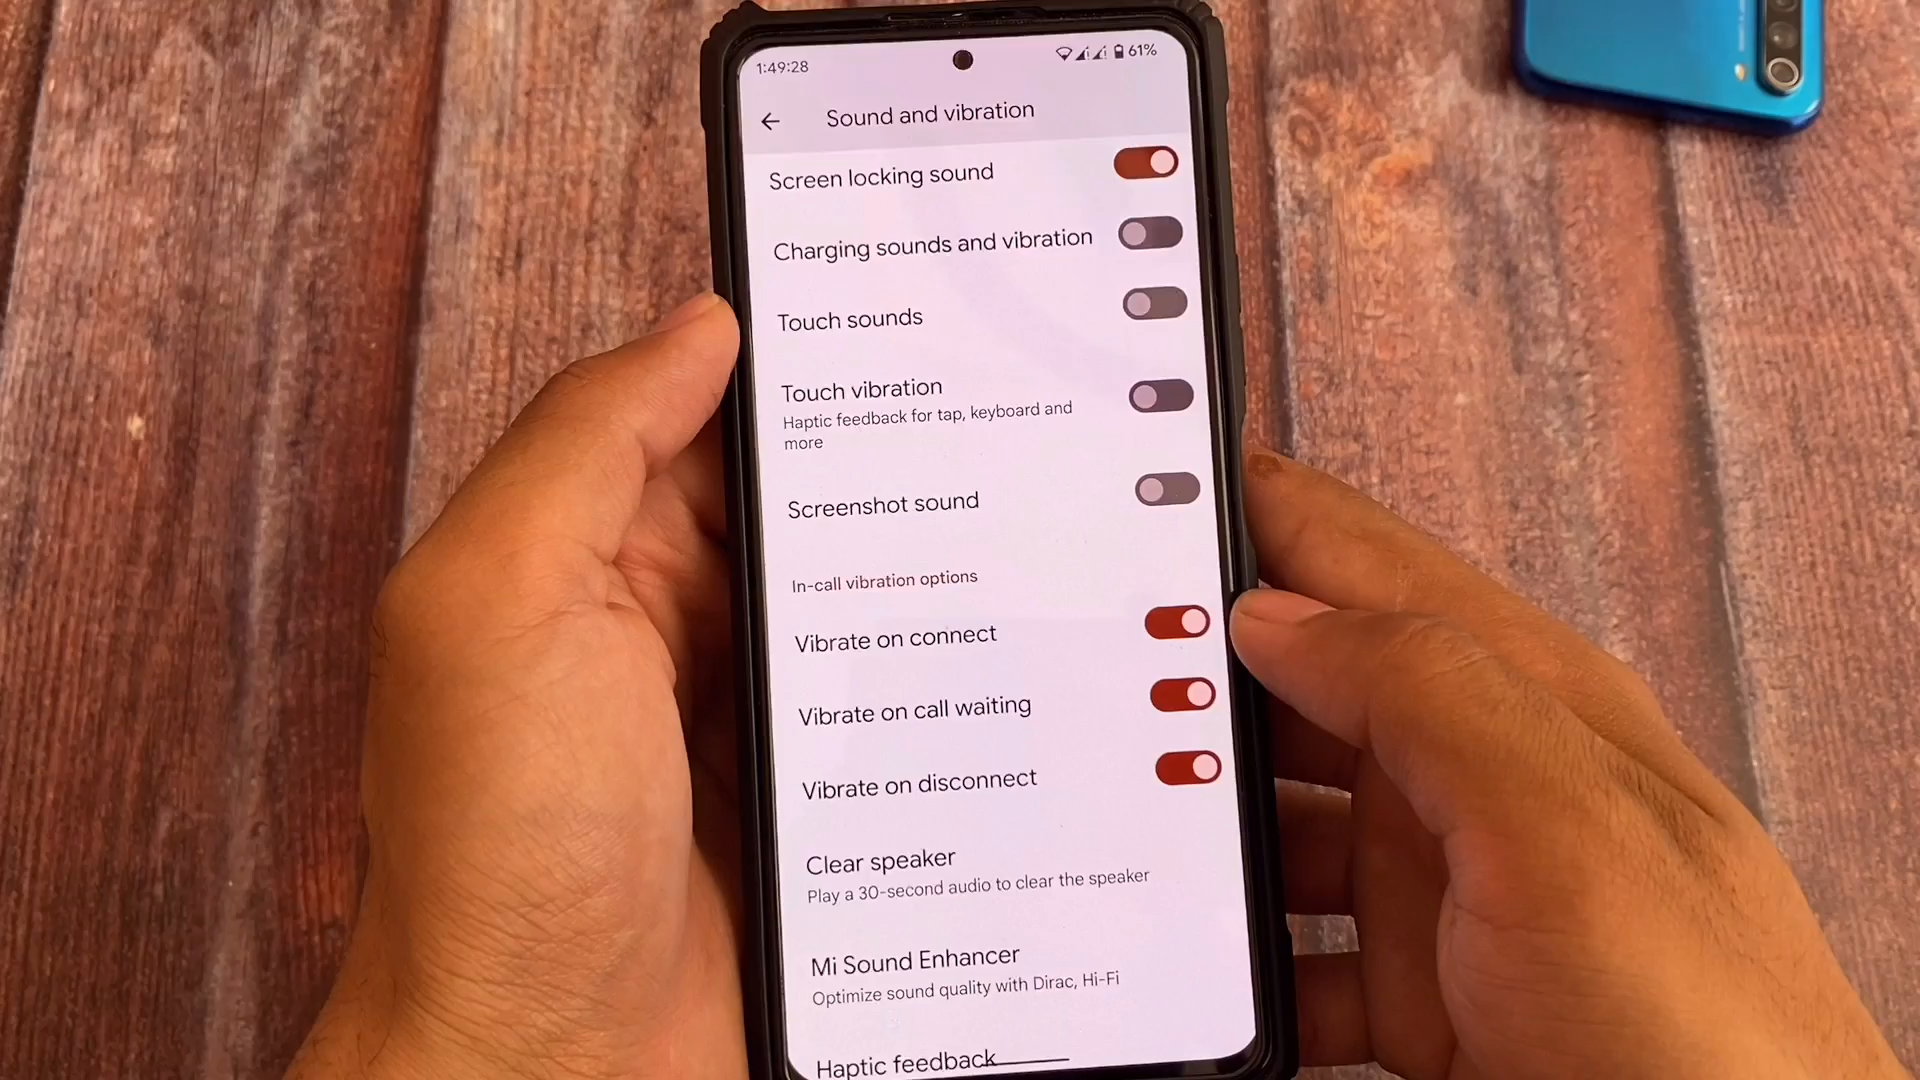 1:49:28
61%
Sound and vibration
Screen locking sound
Charging sounds and vibration
Touch sounds
Touch vibration
Haptic feedback for tap, keyboard and
more
Screenshot sound
In-call vibration options
Vibrate on connect
Vibrate on call waiting
Vibrate on disconnect
Clear speaker
Play a 30-second audio to clear the speaker
Mi Sound Enhancer
Optimize sound quality with Dirac, Hi-Fi
Haptic feedback